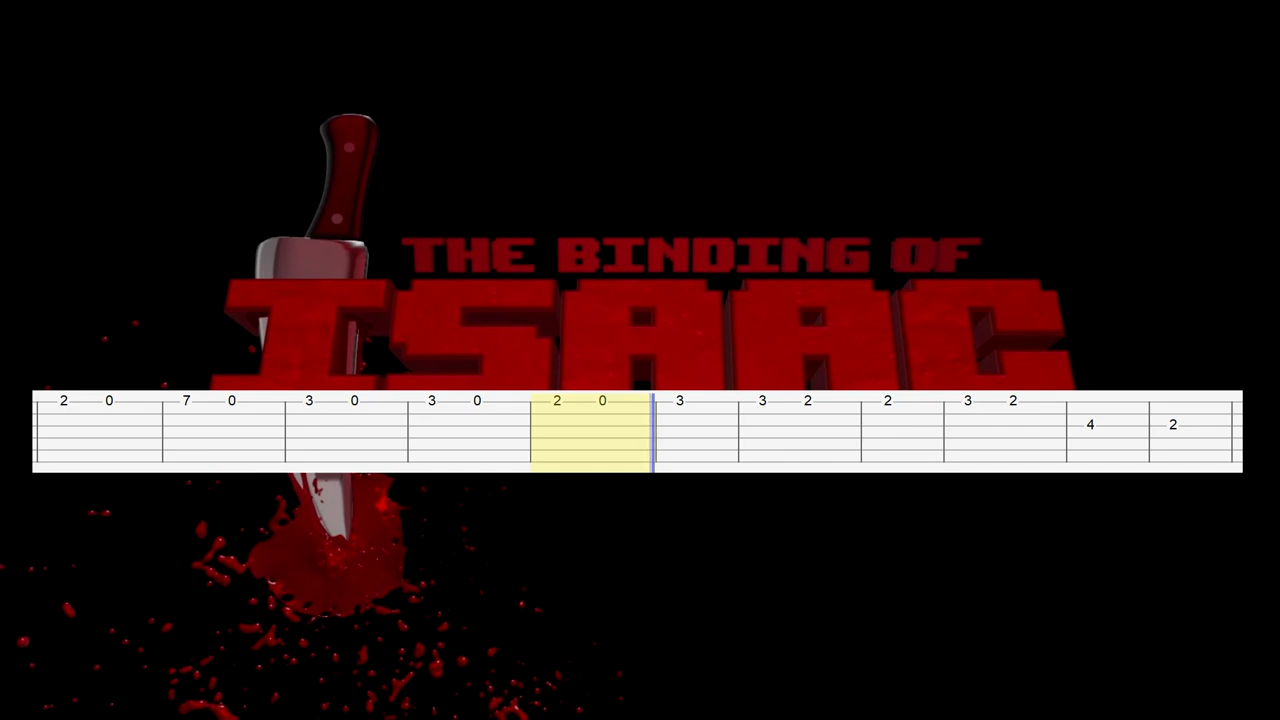 THE BINDING OF
ISAAC
2 0 7 0 3 0 3 0 2 0 3 3 2 2 3 2
4 2